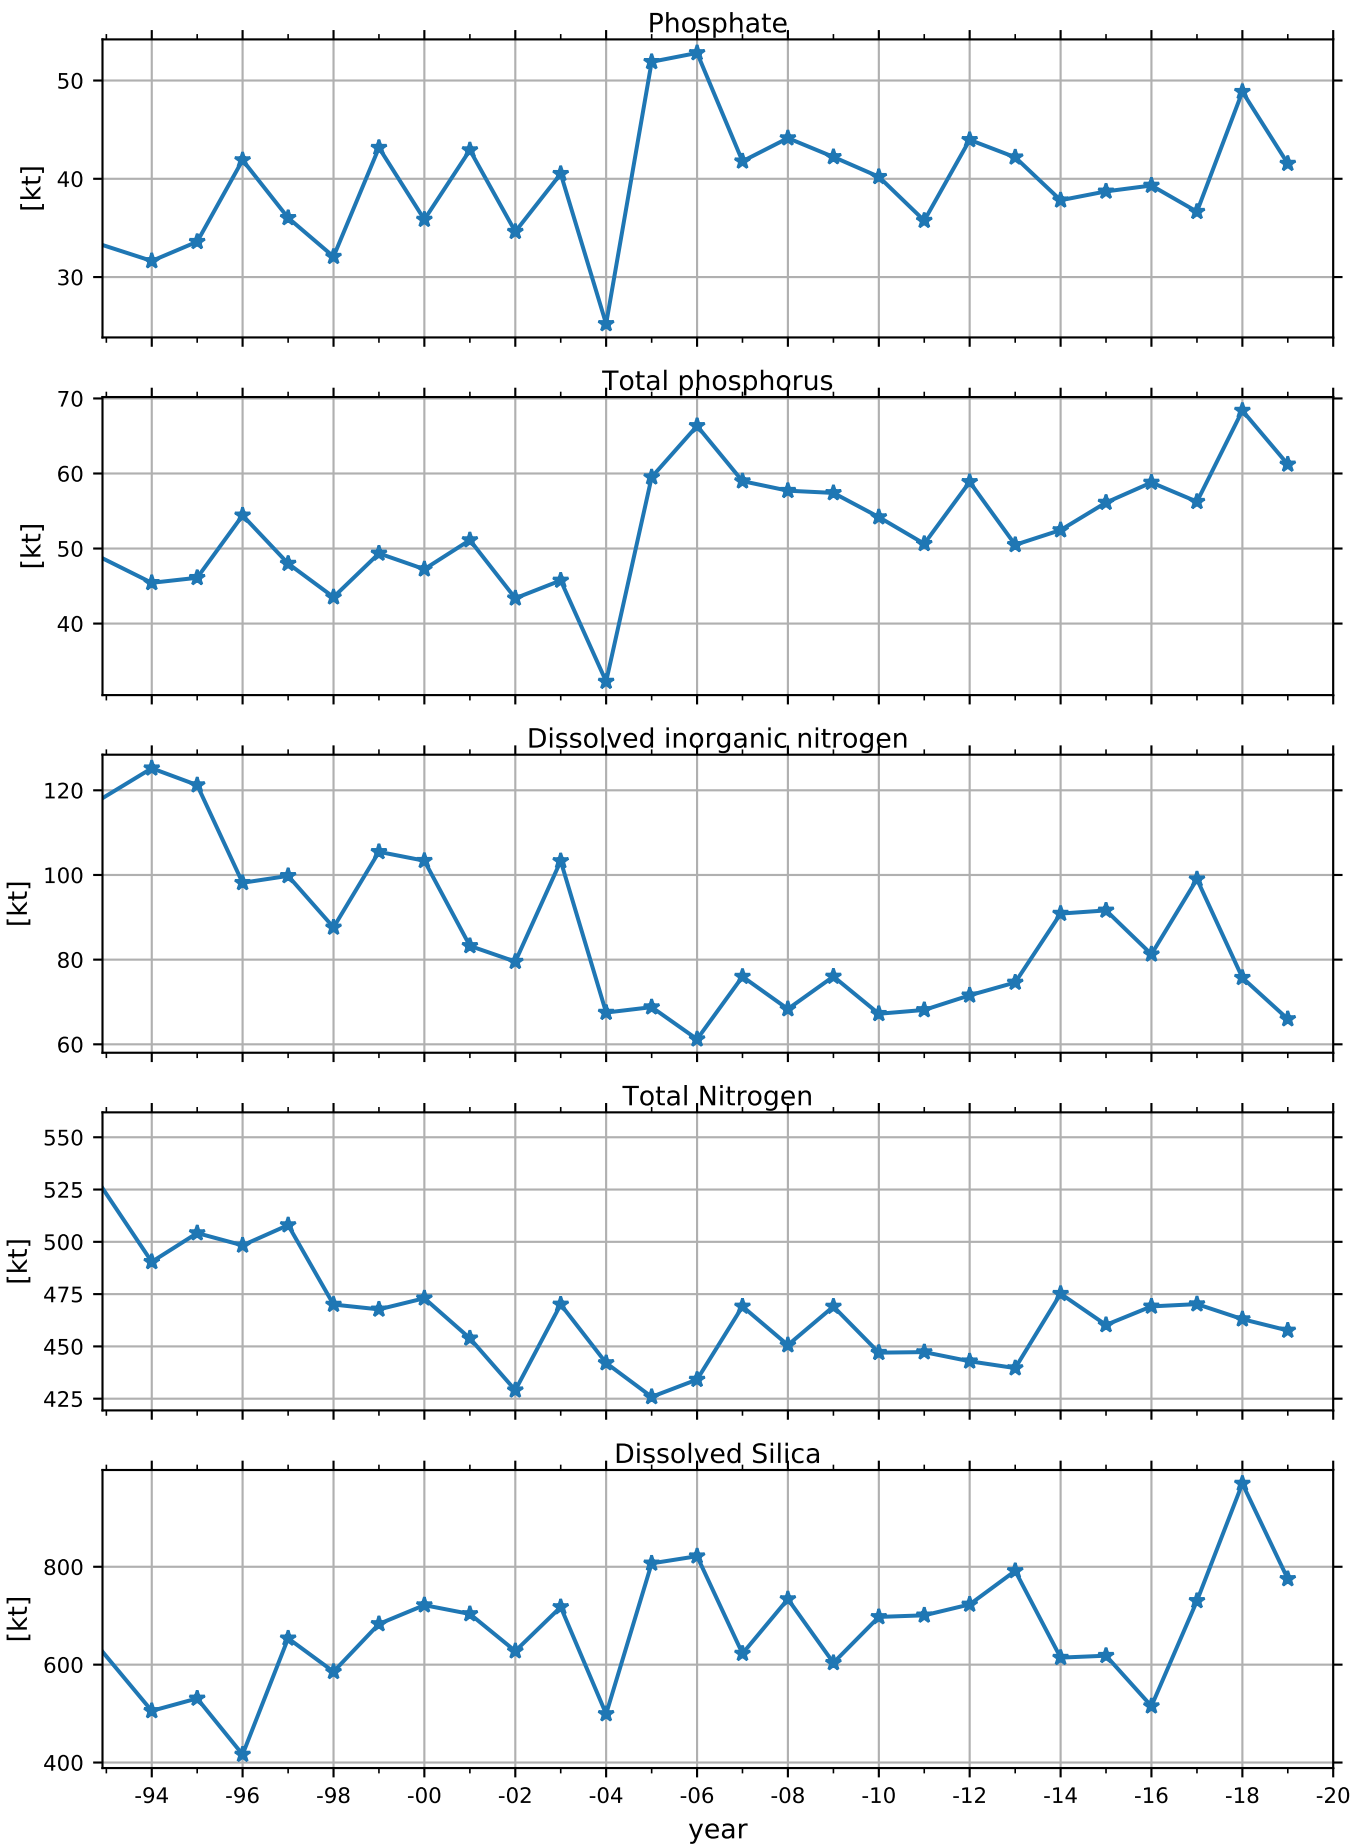 Phosphate
50
40
30
[kt]
Total phosphorus
70
60
50
40
[kt]
Dissolved inorganic nitrogen
120
100
80
60
[kt]
Total Nitrogen
550
525
500
475
450
425
[kt]
Dissolved Silica
800
600
400
[kt]
-94 -96 -98 -00 -02 -04 -06 -08 -10 -12 -14 -16 -18 -20
year